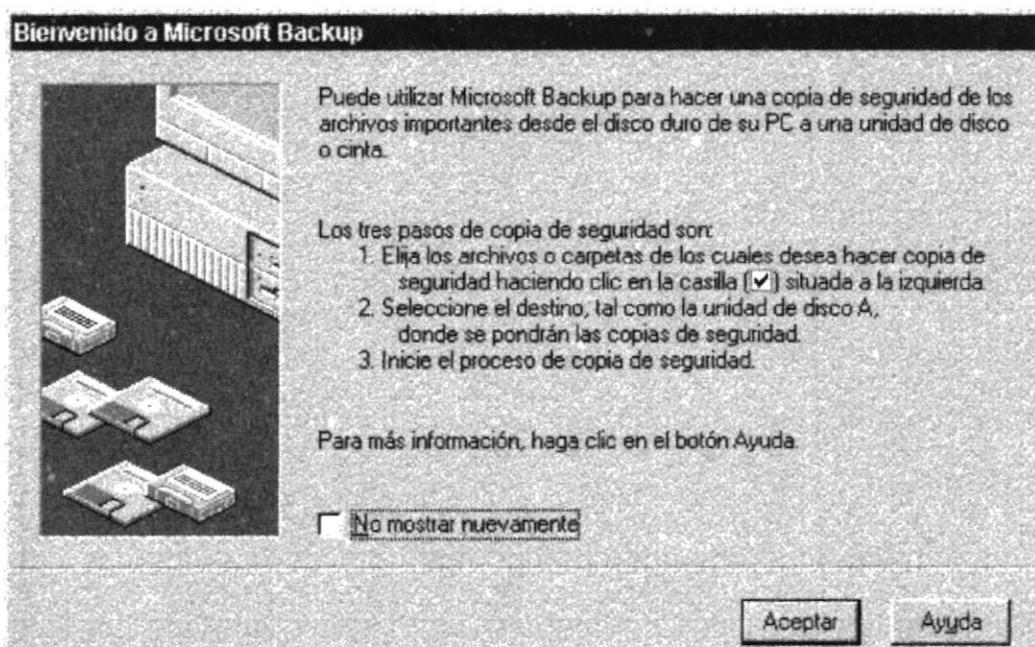 Bienvenido a Microsoft Backup
Puede utilizar Microsoft Backup para hacer una copia de seguridad de los
archivos importantes desde el disco duro de su PC a una unidad de disco
o cinta.
Los tres pasos de copia de seguridad son:
1. Elija los archivos o carpetas de los cuales desea hacer copia de
seguridad haciendo clic en la casilla (✓) situada a la izquierda.
2. Seleccione el destino, tal como la unidad de disco A,
donde se pondrán las copias de seguridad.
3. Inicie el proceso de copia de seguridad.
Para más información, haga clic en el botón Ayuda.
No mostrar nuevamente
Aceptar
Ayuda